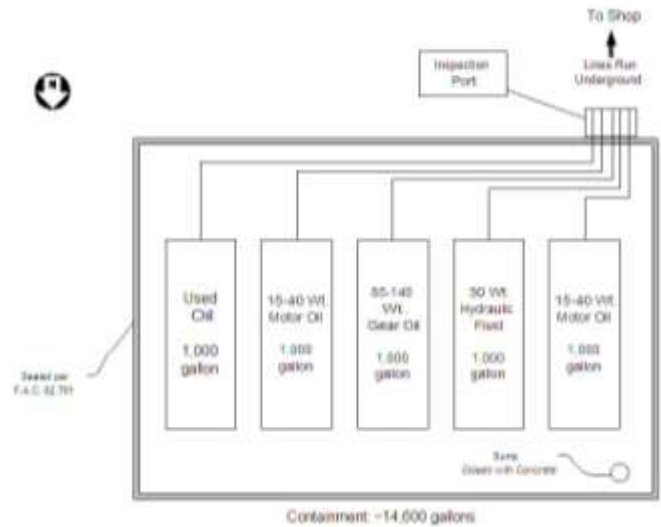 To Shop
Lines Run
Underground
Inspection
Port
N
Used
Oil
1,000
gallon
15-40 Wt.
Motor Oil
1,000
gallon
85-140
Wt.
Gear Oil
1,000
gallon
30 Wt.
Hydraulic
Fluid
1,000
gallon
15-40 Wt.
Motor Oil
1,000
gallon
Sealed per
F.A.C. 62.761
Sump
with Concrete
Containment: ~14,600 gallons